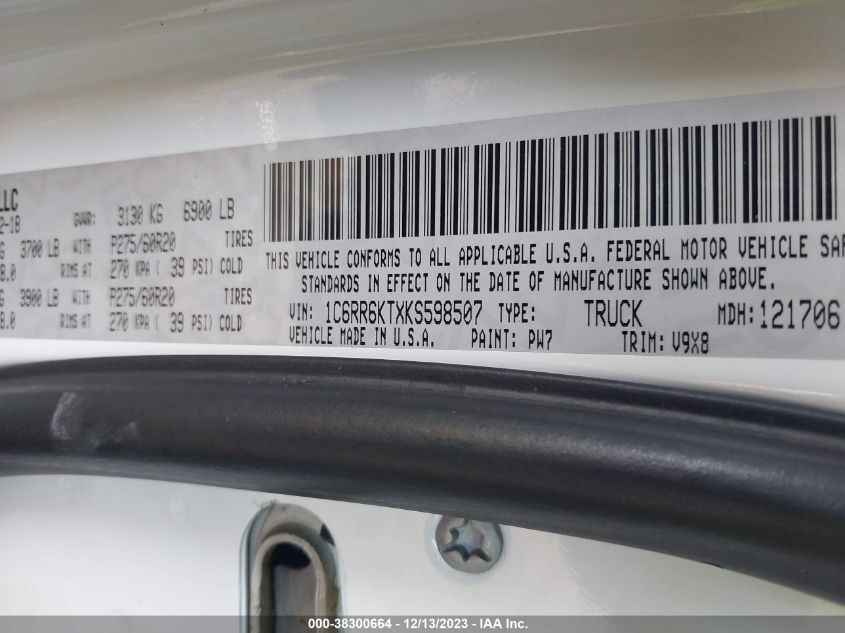 LLC
2-18 GVWR: 3130 KG 6900 LB
G 3700 LB WITH P275/60R20 TIRES
8.0 RIMS AT 270 KPA ( 39 PSI) COLD
G 3900 LB WITH P275/60R20 TIRES
8.0 RIMS AT 270 KPA ( 39 PSI) COLD
THIS VEHICLE CONFORMS TO ALL APPLICABLE U.S.A. FEDERAL MOTOR VEHICLE SAF
STANDARDS IN EFFECT ON THE DATE OF MANUFACTURE SHOWN ABOVE.
VIN: 1C6RR6KTXKS598507 TYPE: TRUCK MDH:121706
VEHICLE MADE IN U.S.A. PAINT: PW7 TRIM: V9X8
000-38300664 - 12/13/2023 - IAA Inc.